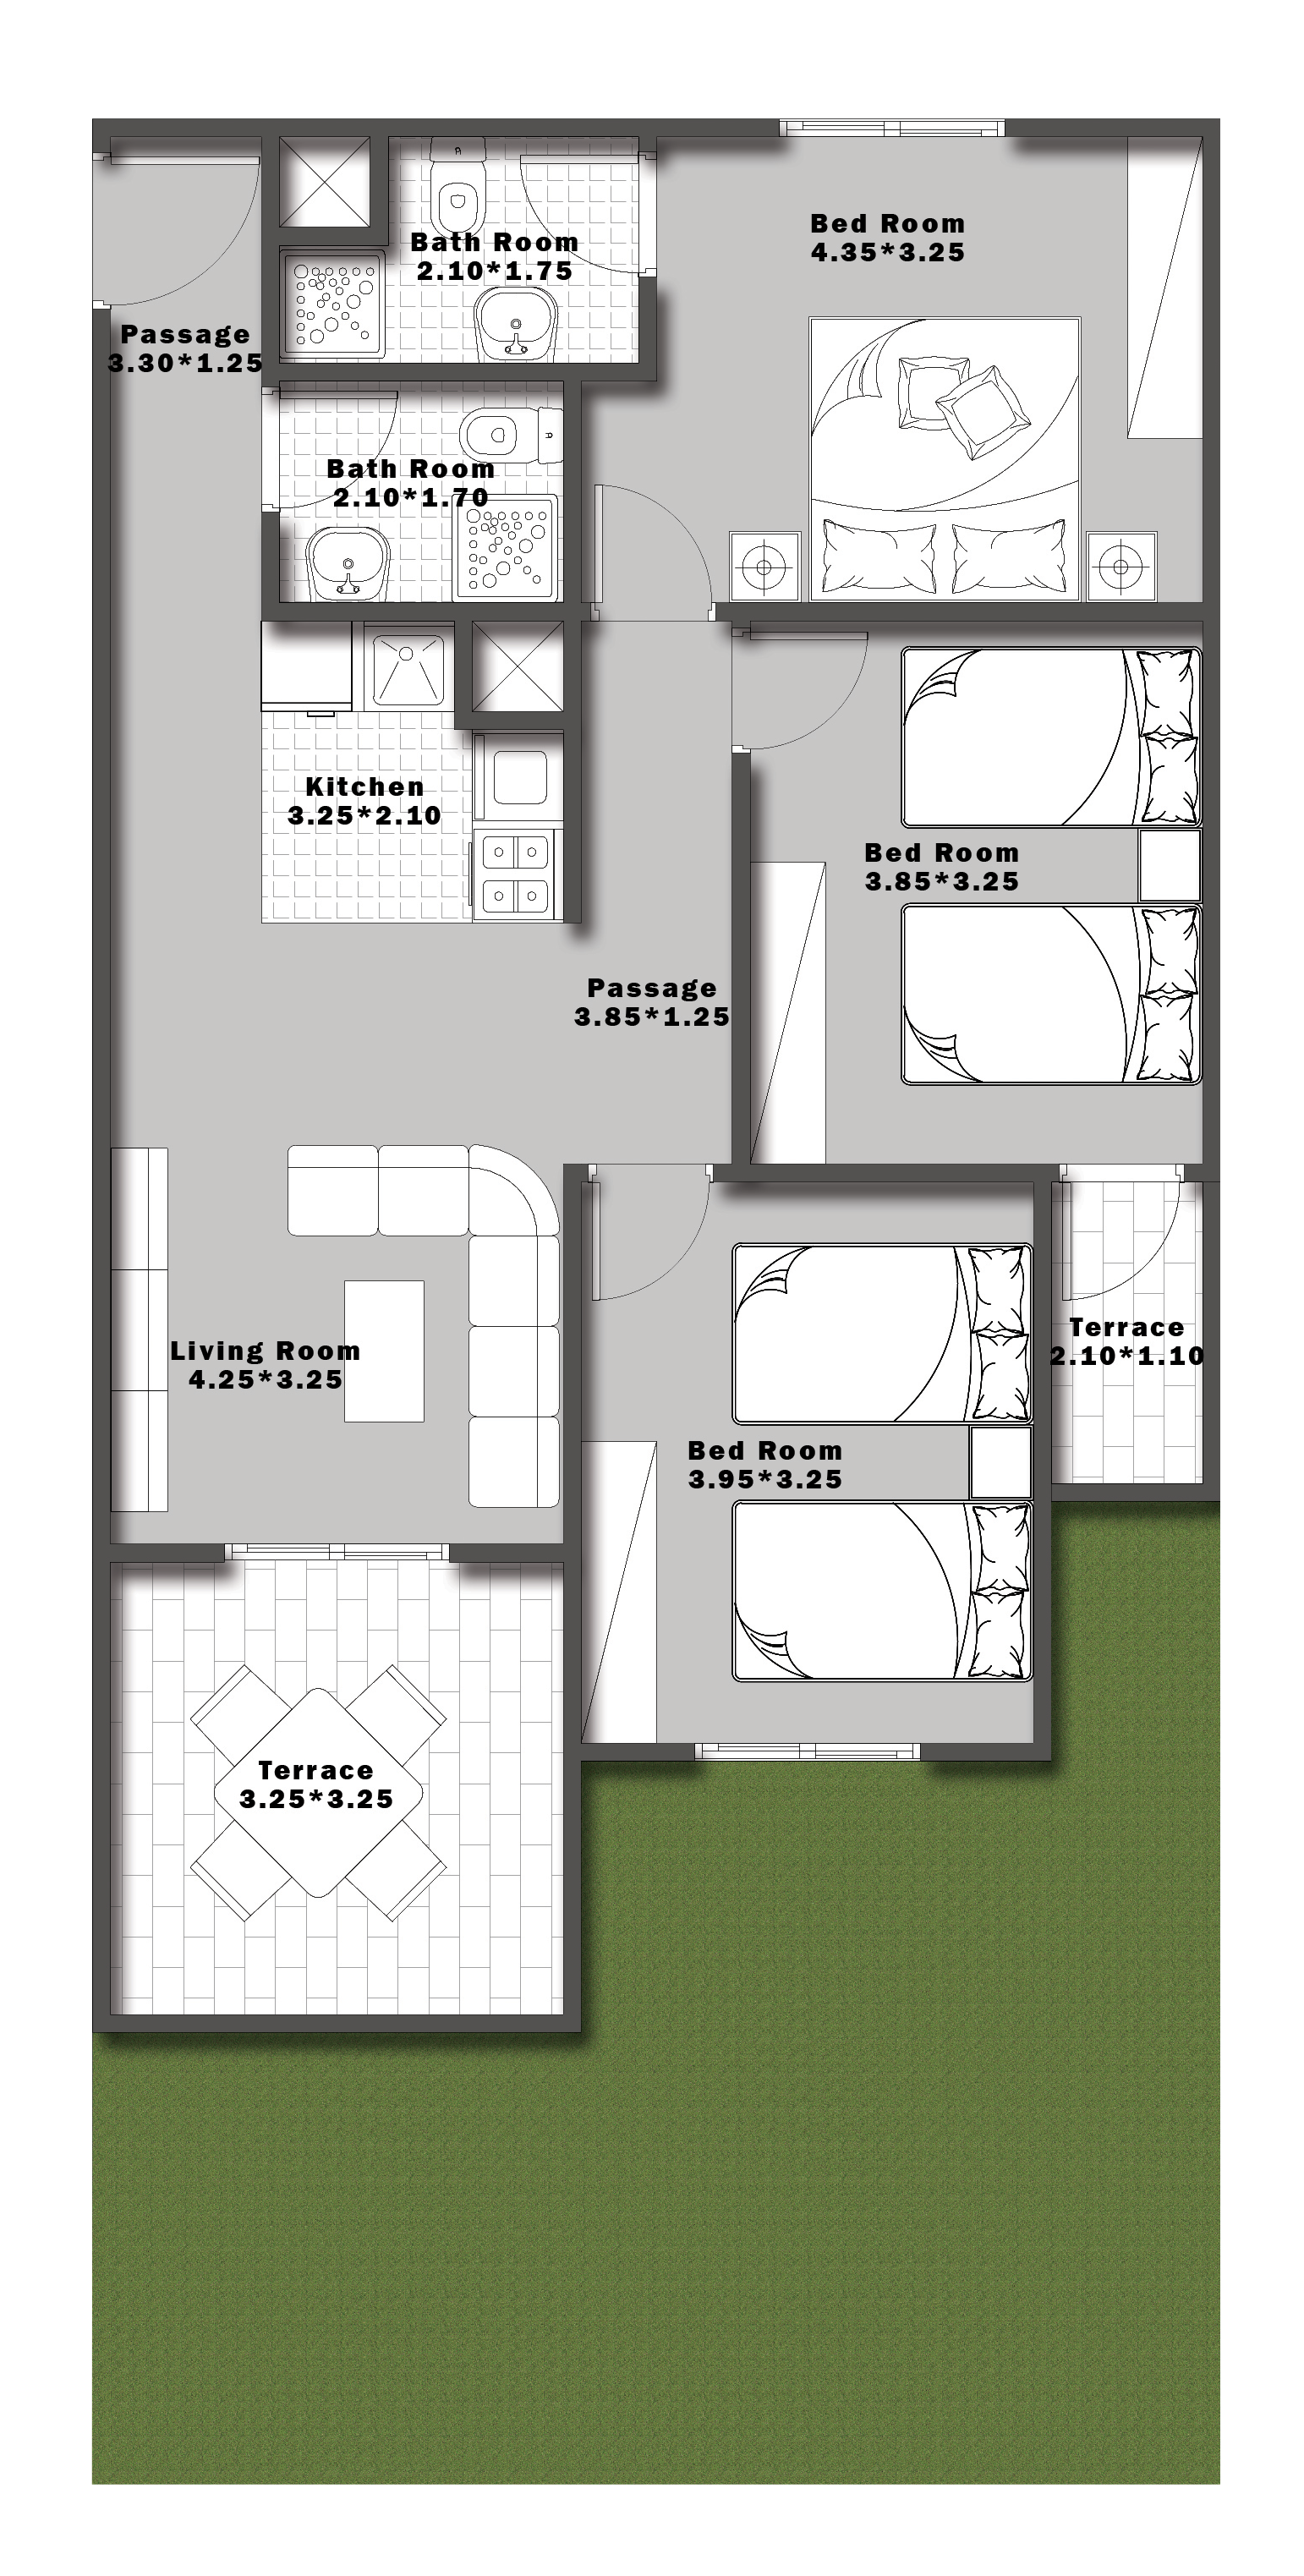 Bed Room
4.35*3.25
Bath Room
2.10*1.75
Passage
3.30*1.25
Bath Room
2.10*1.70
Kitchen
3.25*2.10
Bed Room
3.85*3.25
Passage
3.85*1.25
Terrace
2.10*1.10
Living Room
4.25*3.25
Bed Room
3.95*3.25
Terrace
3.25*3.25